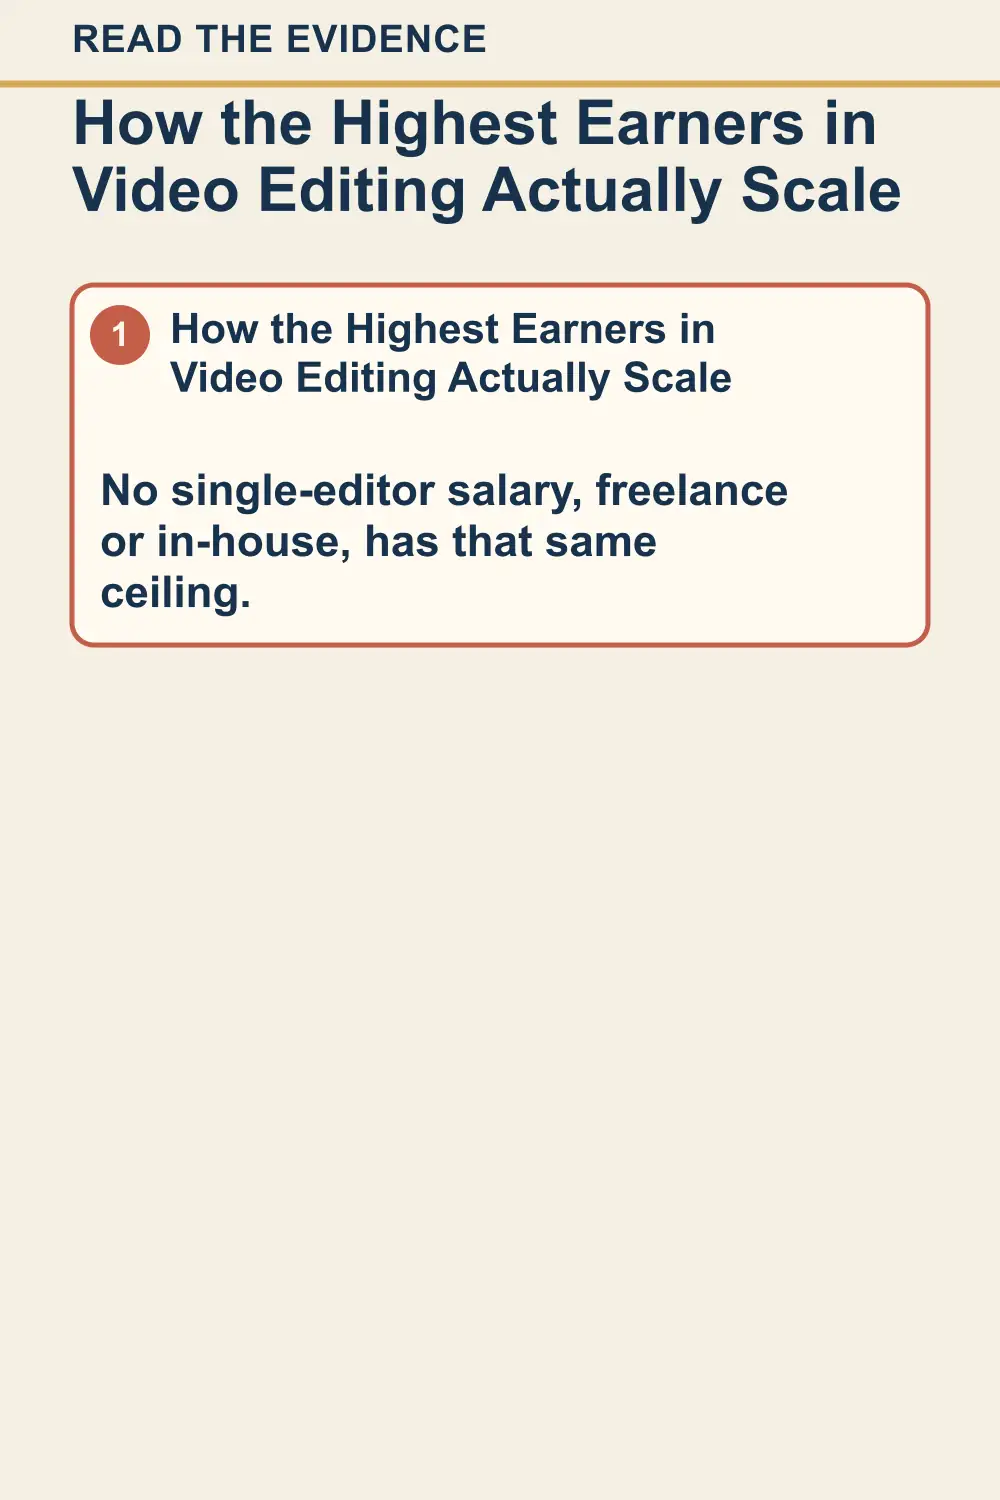 READ THE EVIDENCE
How the Highest Earners in
Video Editing Actually Scale
1
How the Highest Earners in
Video Editing Actually Scale
No single-editor salary, freelance
or in-house, has that same
ceiling.